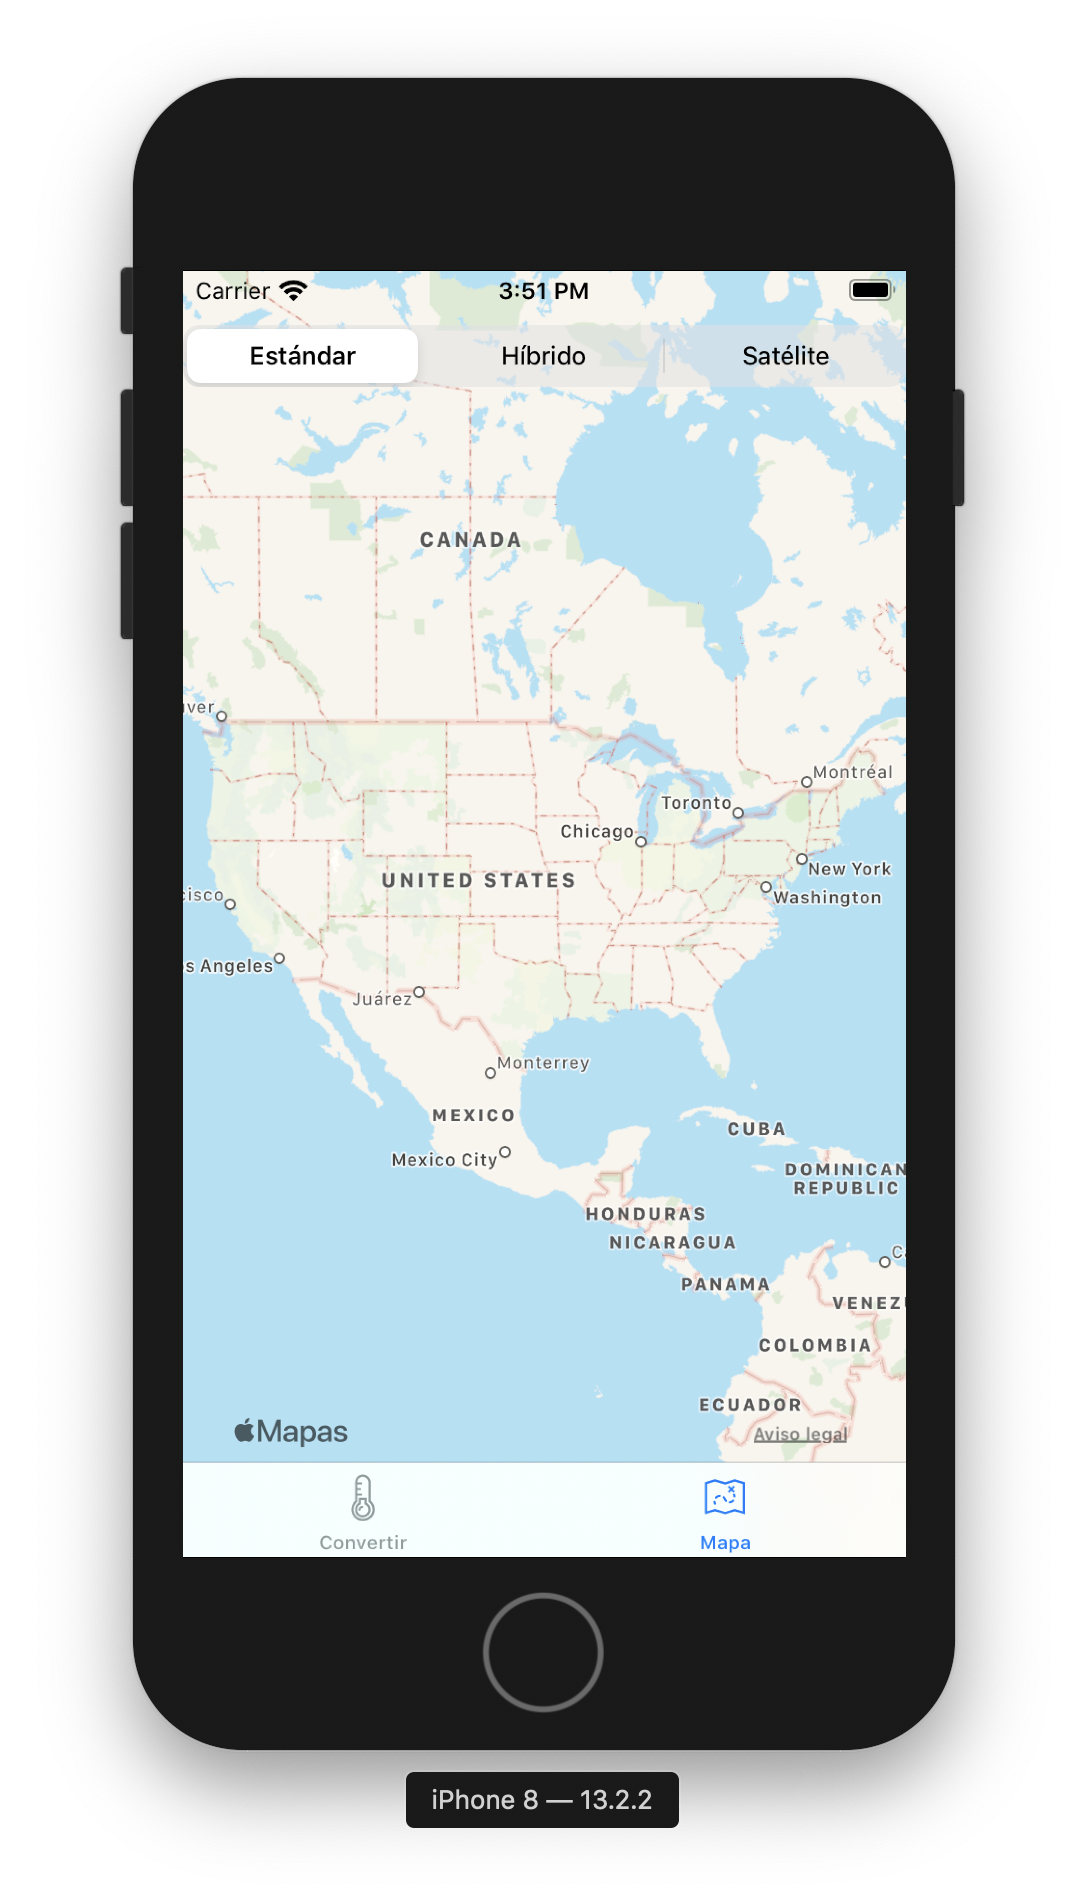 Carrier 3:51 PM
Estándar Híbrido Satélite
CANADA
ver
Montréal
Toronto
Chicago
New York
UNITED STATES
Washington
cisco
s Angeles
Juárez
Monterrey
MEXICO
CUBA
Mexico City
DOMINICAN
REPUBLIC
HONDURAS
NICARAGUA
C
PANAMA
VENEZU
COLOMBIA
ECUADOR
Mapas
Aviso legal
Convertir Mapa
iPhone 8 — 13.2.2